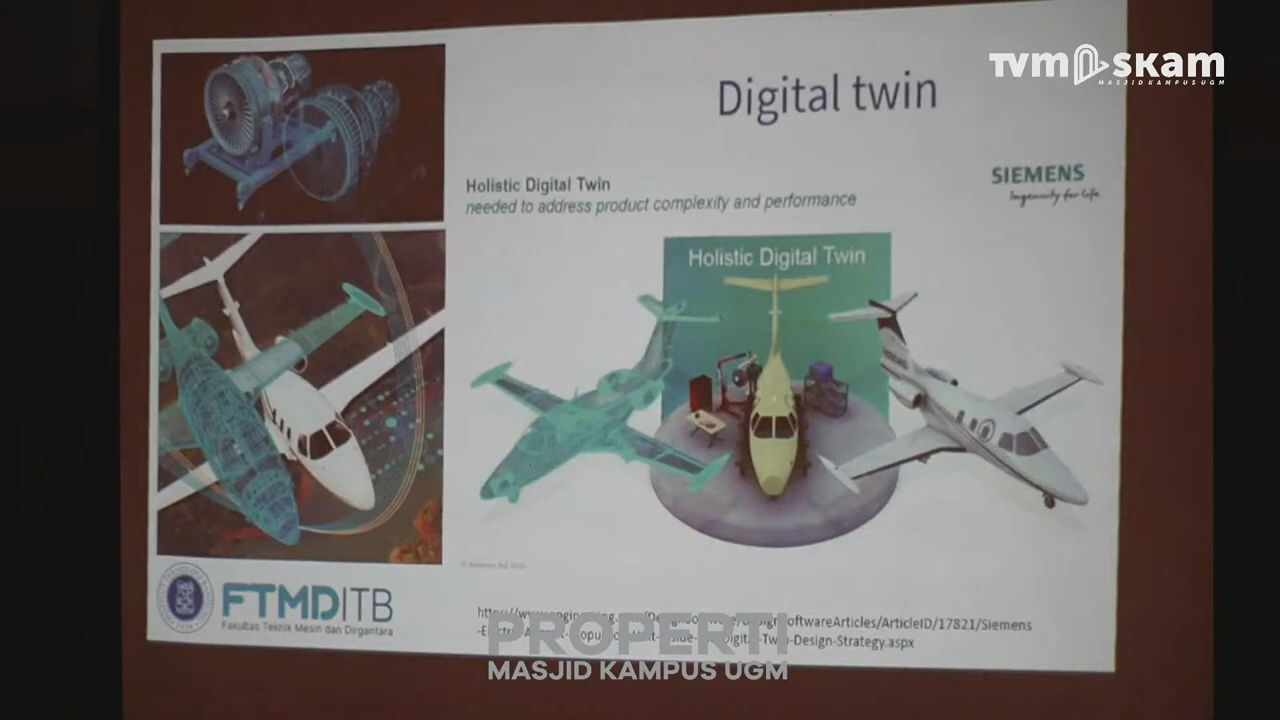 TVM SKAM
MASJID KAMPUS UGM
Digital twin
SIEMENS
Ingenuity for life
Holistic Digital Twin
needed to address product complexity and performance
Holistic Digital Twin
FTMD ITB
Fakultas Teknik Mesin dan Dirgantara
SoftwareArticles/ArticleID/17821/Siemens
-Design-Strategy.aspx
PROPERTI
MASJID KAMPUS UGM